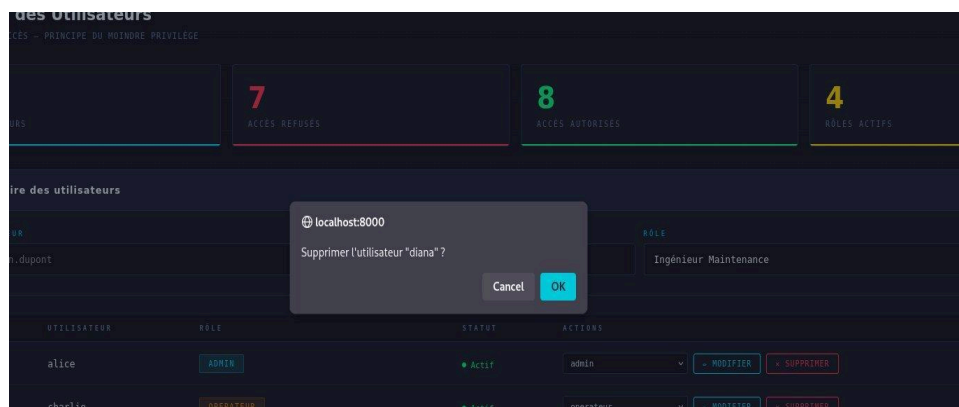 des Utilisateurs
CCÈS — PRINCIPE DU MOINDRE PRIVILÈGE
7
8
4
URS
ACCÈS REFUSÉS
ACCÈS AUTORISÉS
RÔLES ACTIFS
ire des utilisateurs
localhost:8000
Supprimer l'utilisateur "diana" ?
Cancel
OK
UR
RÔLE
n.dupont
Ingénieur Maintenance
UTILISATEUR
RÔLE
STATUT
ACTIONS
alice
ADMIN
Actif
admin
MODIFIER
SUPPRIMER
charlie
OPERATEUR
Actif
operateur
MODIFIER
SUPPRIMER